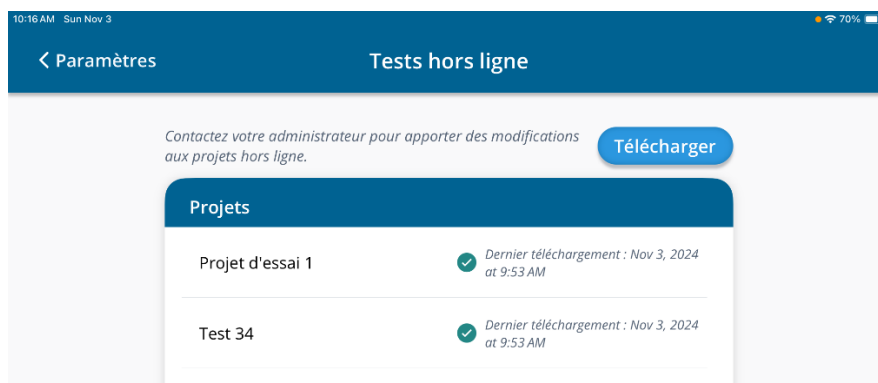 10:16 AM Sun Nov 3
70%
Paramètres
Tests hors ligne
Contactez votre administrateur pour apporter des modifications
aux projets hors ligne.
Télécharger
Projets
Projet d'essai 1
Dernier téléchargement : Nov 3, 2024
at 9:53 AM
Test 34
Dernier téléchargement : Nov 3, 2024
at 9:53 AM